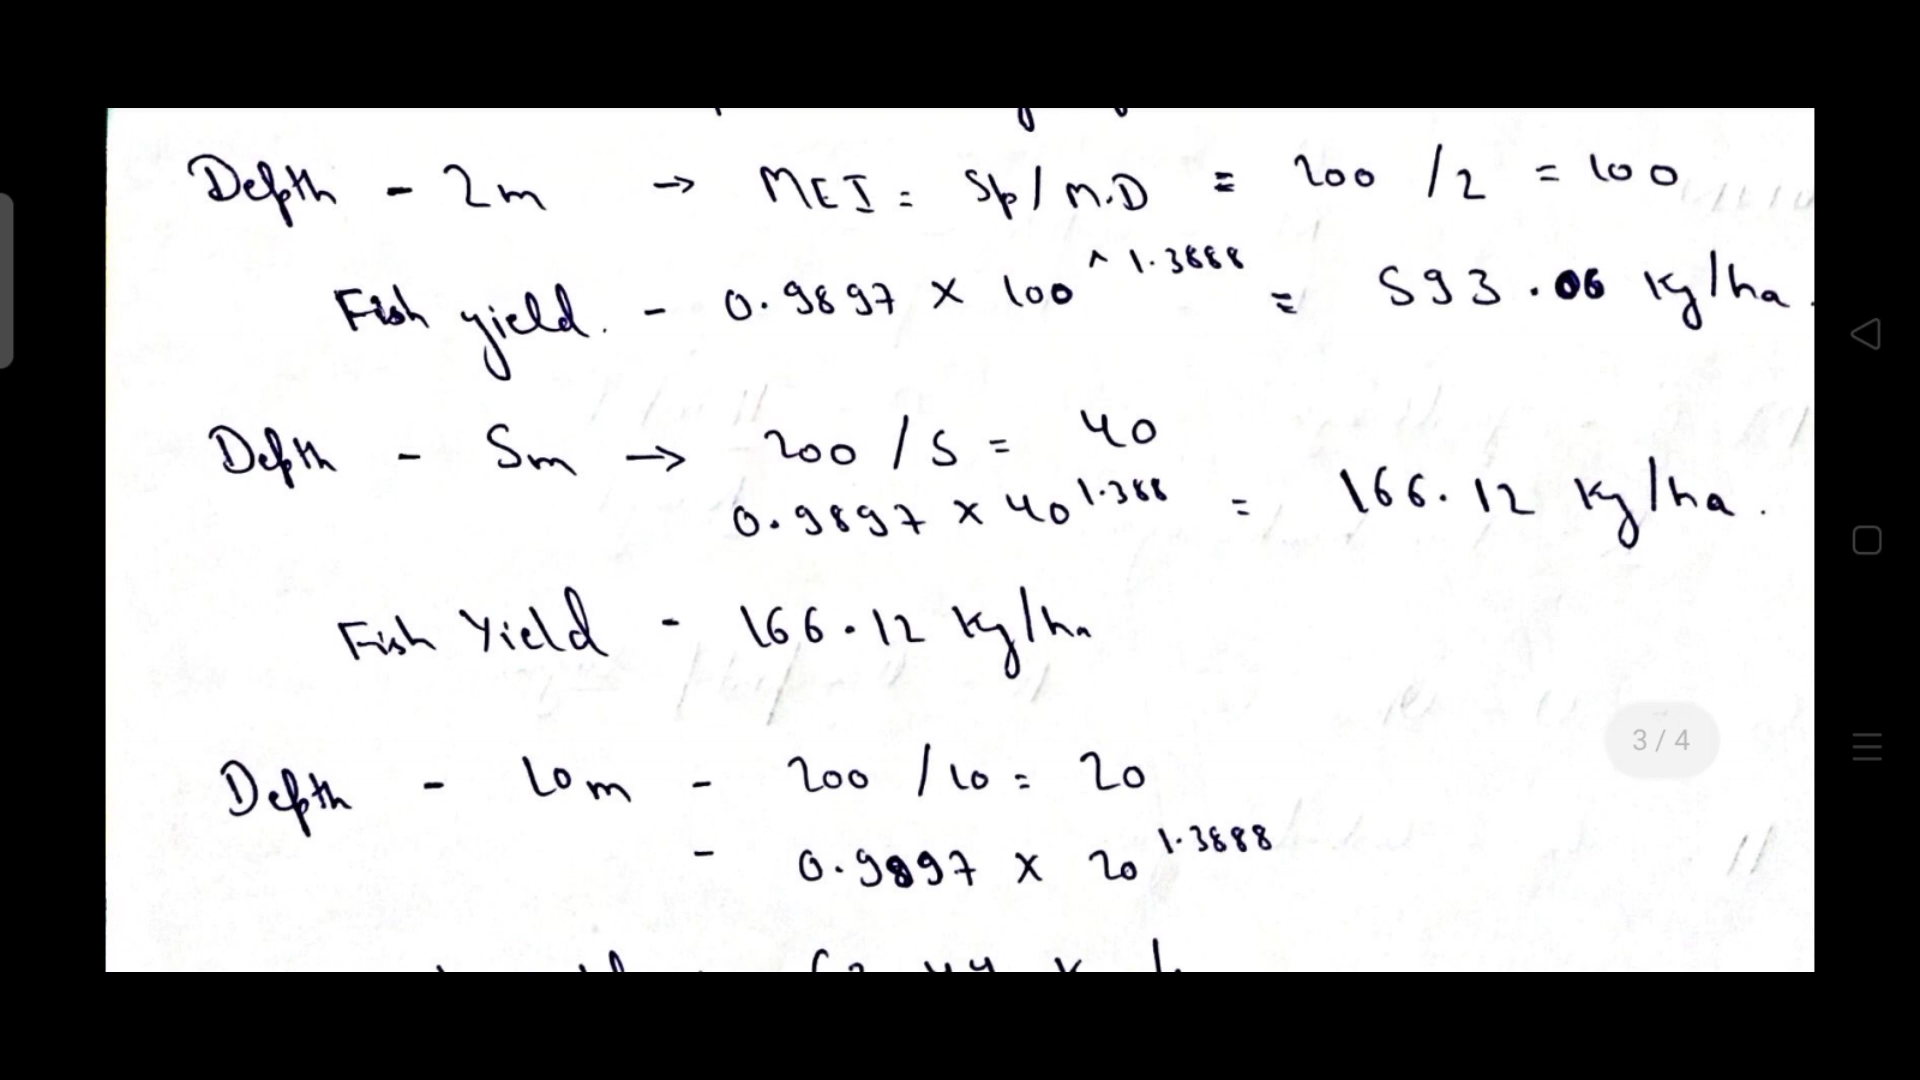 Depth - 2m → MEI = Sp/M.D = 200 / 2 = 100
Fish yield. - 0.9897 x 100 ^ 1.3888 = 593.06 kg/ha.
Depth - 5m → 200 / 5 = 40
0.9897 x 40 1.388 = 166.12 kg/ha.
Fish Yield - 166.12 kg/ha
3 / 4
Depth - 10m - 200 / 10 = 20
- 0.9897 x 20 1.3888